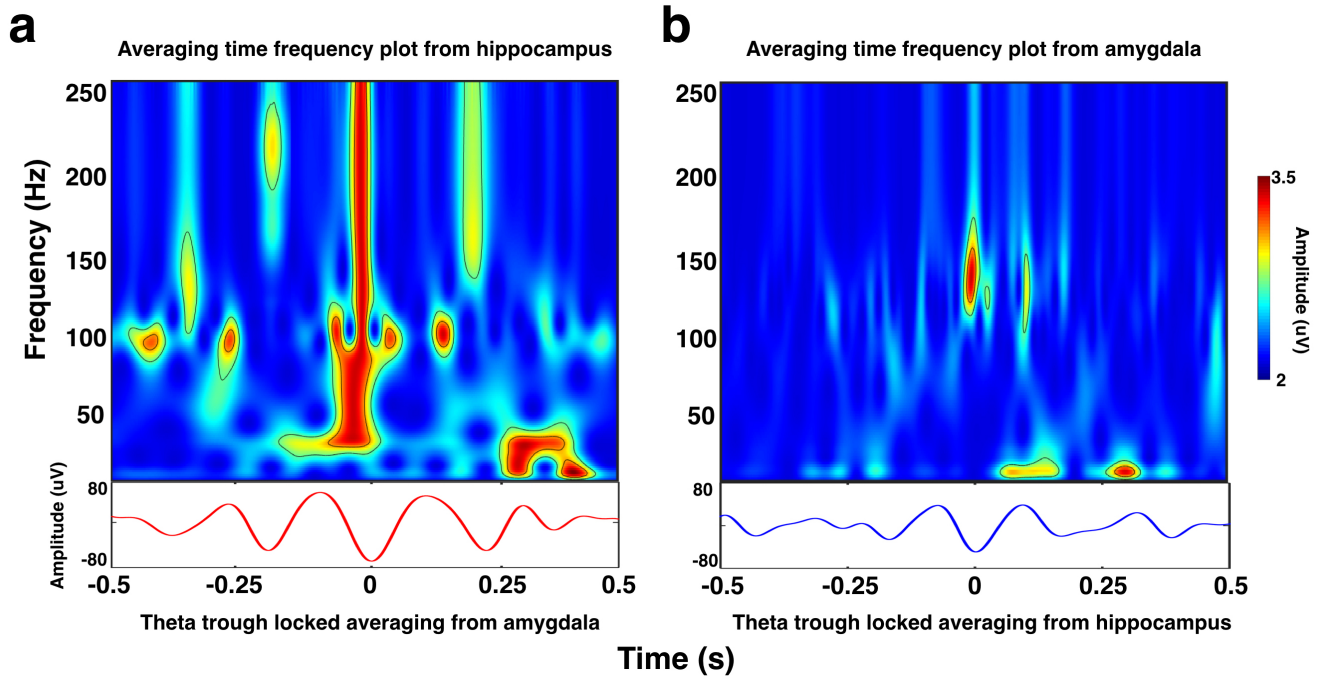 a
b
Averaging time frequency plot from hippocampus
Averaging time frequency plot from amygdala
Frequency (Hz)
250
200
150
100
50
250
200
150
100
50
3.5
2
Amplitude (uV)
Amplitude (uV)
80
-80
80
-80
-0.5 -0.25 0 0.25 0.5
-0.5 -0.25 0 0.25 0.5
Theta trough locked averaging from amygdala
Theta trough locked averaging from hippocampus
Time (s)